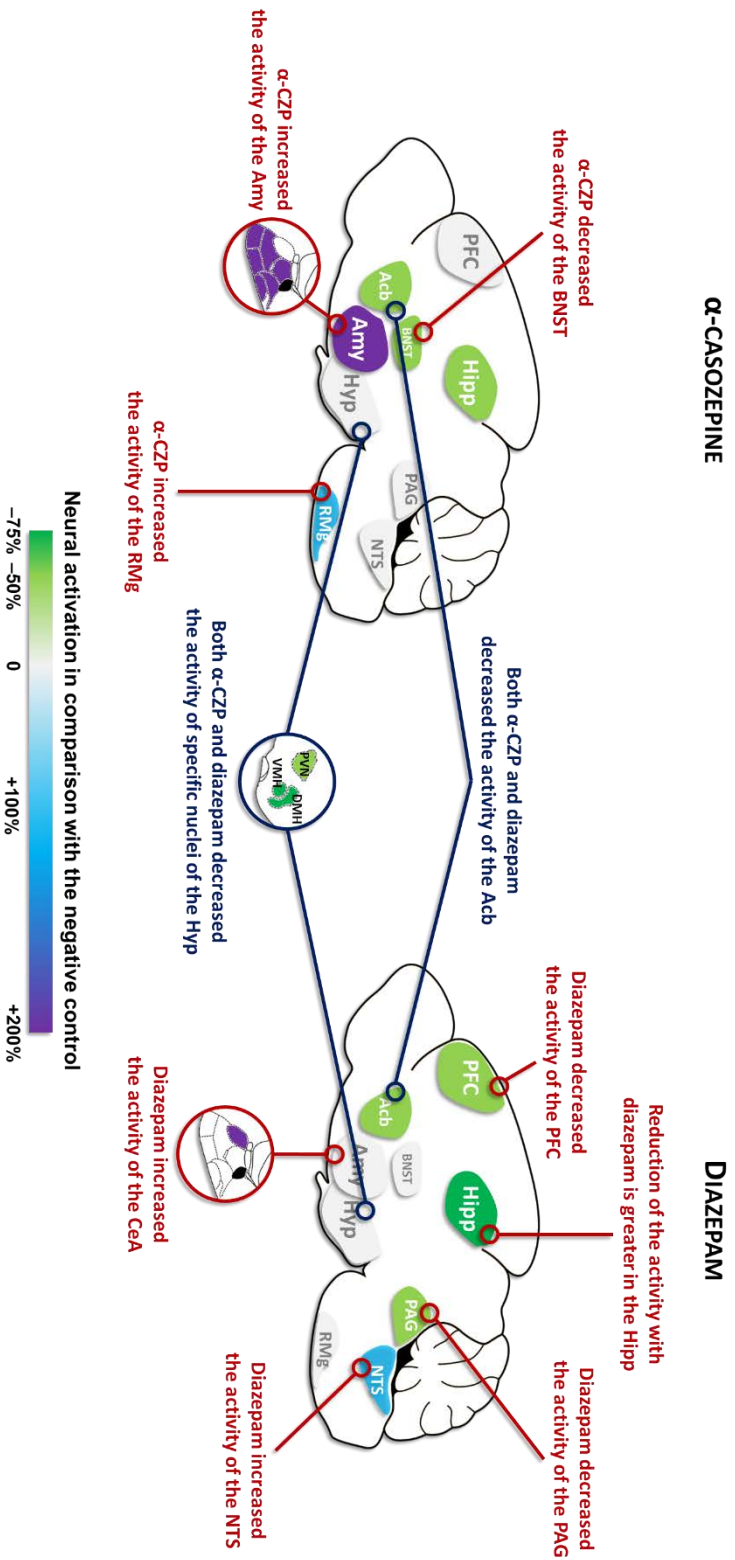 α-CASOZEPINE
DIAZEPAM
α-CZP decreased
the activity of the BNST
Both α-CZP and diazepam
decreased the activity of the Acb
Diazepam decreased
the activity of the PFC
Reduction of the activity with
diazepam is greater in the Hipp
Diazepam decreased
the activity of the PAG
PFC
Hipp
Acb
BNST
Amy
Hyp
PAG
NTS
RMg
PFC
Hipp
Acb
BNST
Amy
Hyp
PAG
NTS
RMg
PVN
DMH
VMH
α-CZP increased
the activity of the Amy
α-CZP increased
the activity of the RMg
Both α-CZP and diazepam decreased
the activity of specific nuclei of the Hyp
Diazepam increased
the activity of the CeA
Diazepam increased
the activity of the NTS
Neural activation in comparison with the negative control
−75% −50% 0 +100% +200%